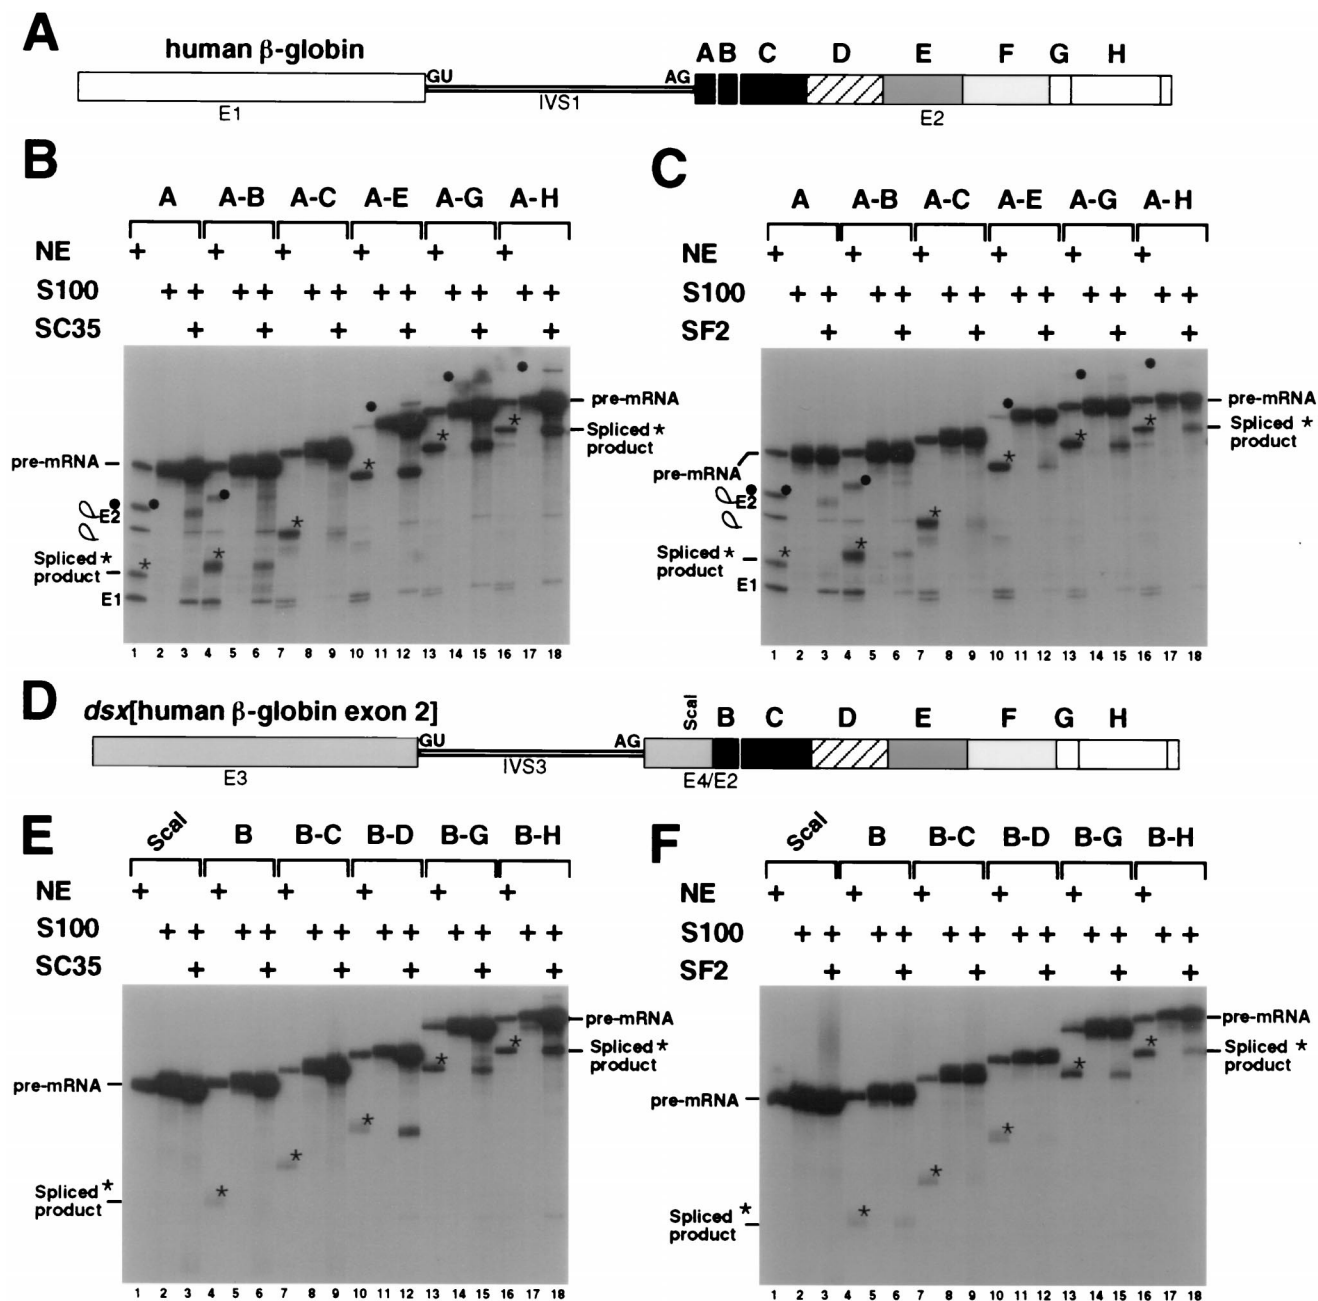 A
human β-globin
A B C D E F G H
GU AG
E1 IVS1 E2
B
A A-B A-C A-E A-G A-H
NE + + + + + +
S100 + + + + + + + + + + + +
SC35 + + + + + +
pre-mRNA
Spliced *
product
pre-mRNA
E2
Spliced *
product
E1
1 2 3 4 5 6 7 8 9 10 11 12 13 14 15 16 17 18
C
A A-B A-C A-E A-G A-H
NE + + + + + +
S100 + + + + + + + + + + + +
SF2 + + + + + +
pre-mRNA
Spliced *
product
pre-mRNA
E2
Spliced *
product
E1
1 2 3 4 5 6 7 8 9 10 11 12 13 14 15 16 17 18
D
dsx[human β-globin exon 2]
ScaI B C D E F G H
GU AG
E3 IVS3 E4/E2
E
ScaI B B-C B-D B-G B-H
NE + + + + + +
S100 + + + + + + + + + + + +
SC35 + + + + + +
pre-mRNA
Spliced *
product
pre-mRNA
Spliced *
product
1 2 3 4 5 6 7 8 9 10 11 12 13 14 15 16 17 18
F
ScaI B B-C B-D B-G B-H
NE + + + + + +
S100 + + + + + + + + + + + +
SF2 + + + + + +
pre-mRNA
Spliced *
product
pre-mRNA
Spliced *
product
1 2 3 4 5 6 7 8 9 10 11 12 13 14 15 16 17 18